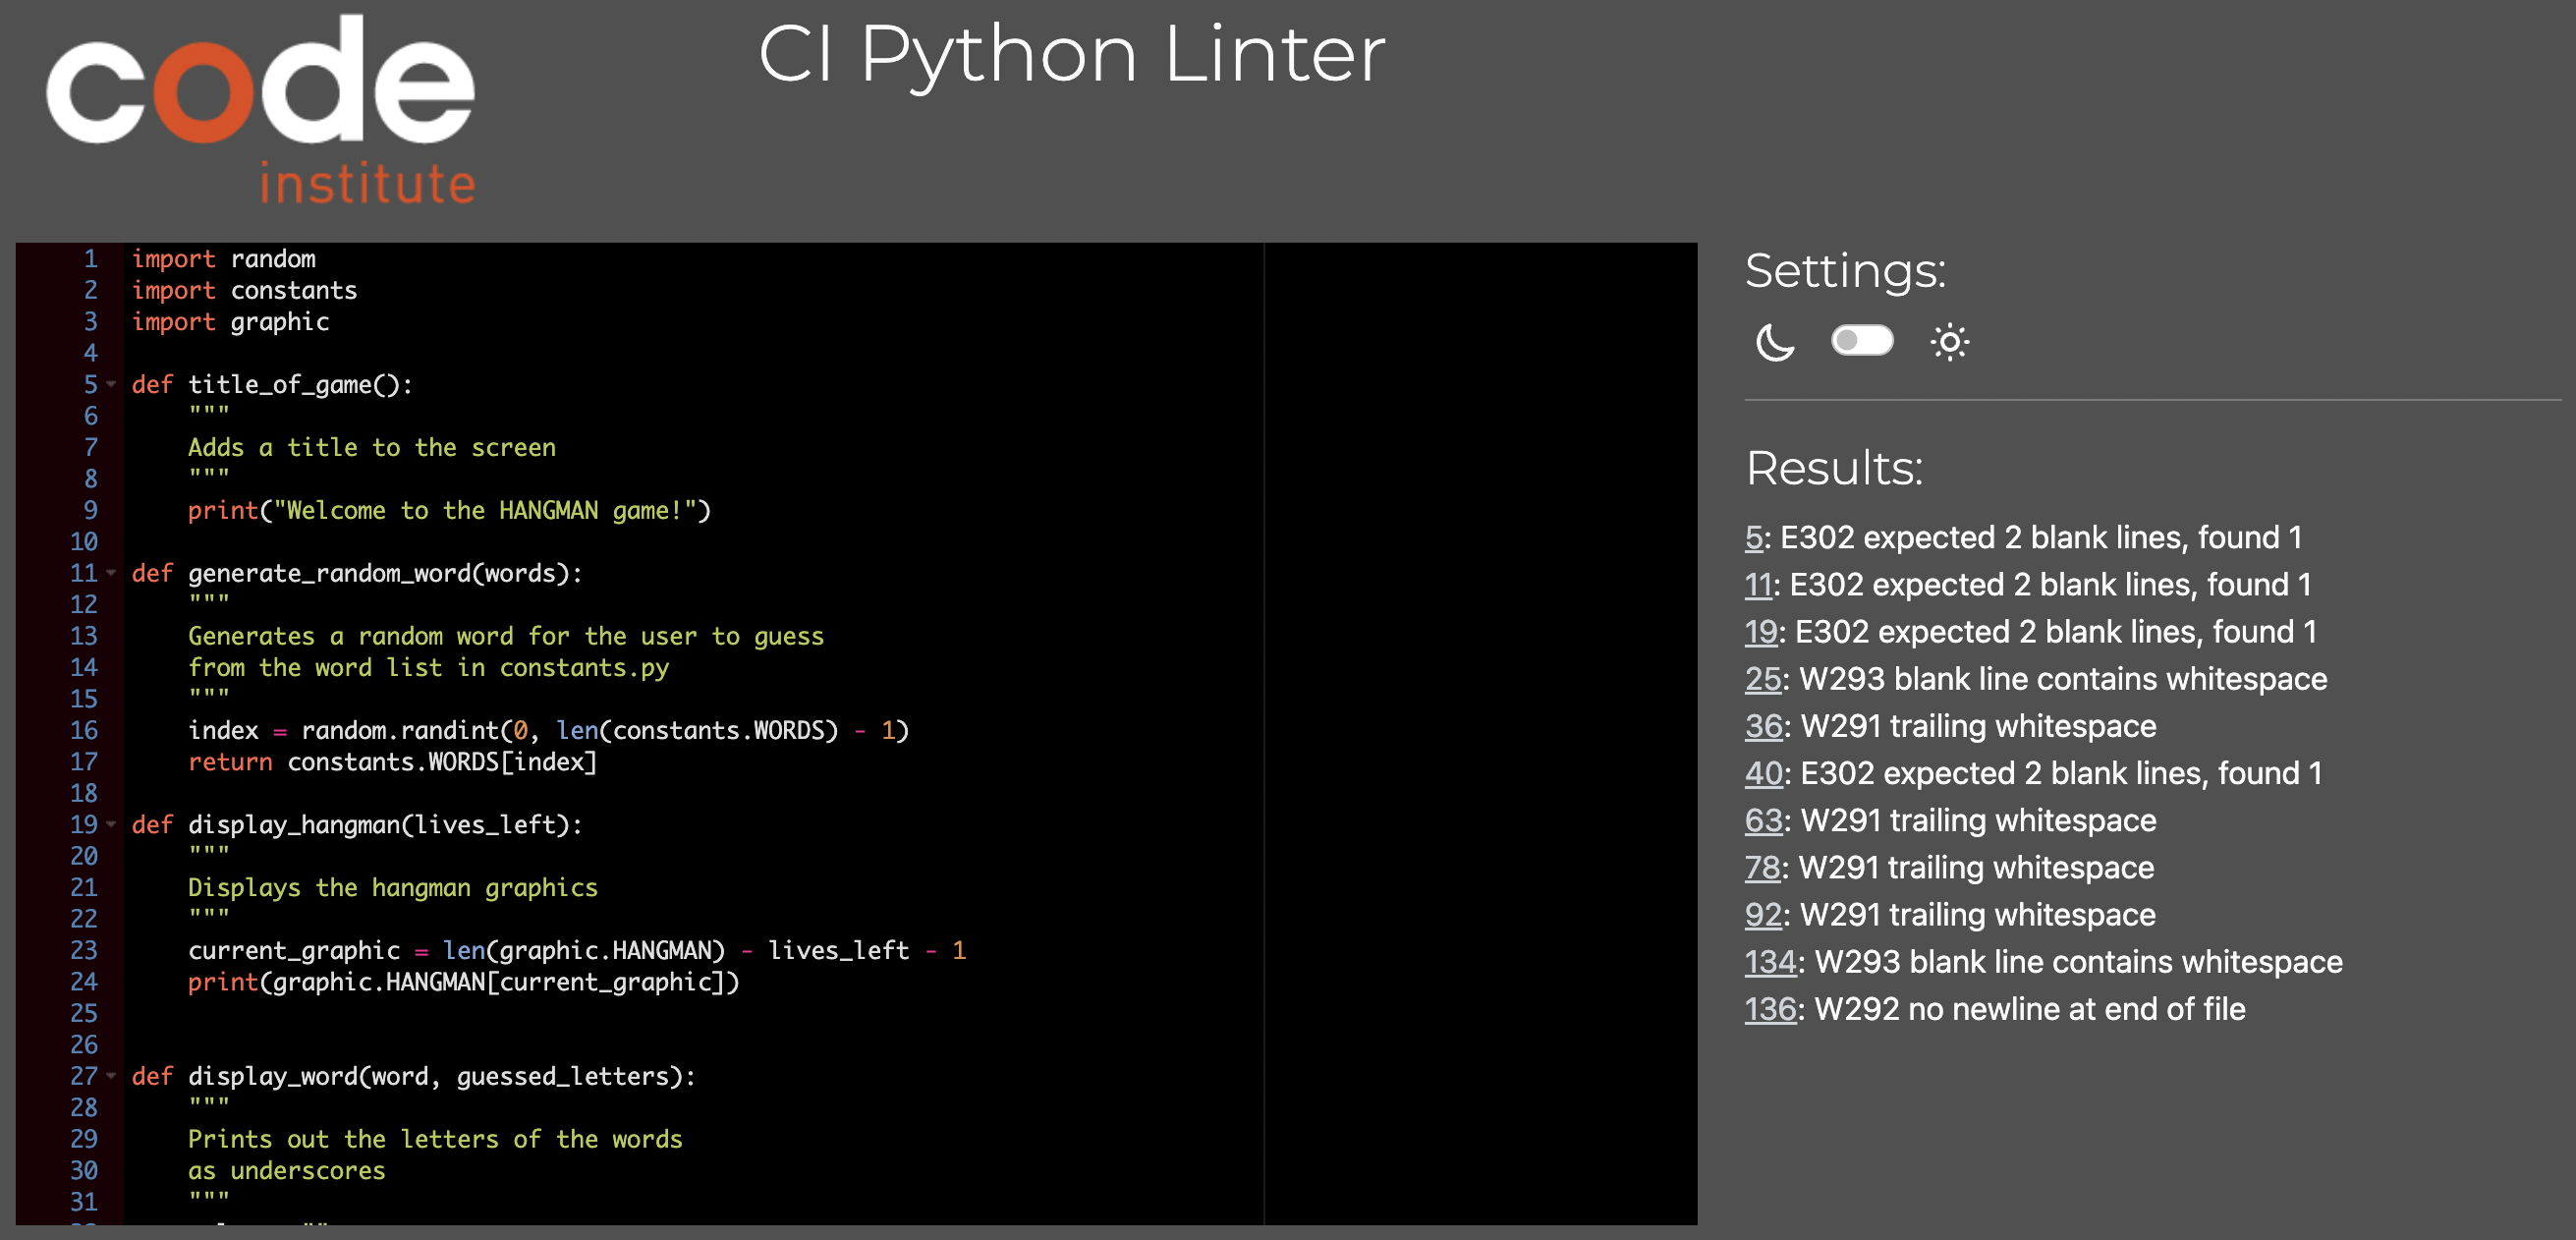 code
institute
CI Python Linter
1 import random
2 import constants
3 import graphic
4
5 def title_of_game():
6     """
7     Adds a title to the screen
8     """
9     print("Welcome to the HANGMAN game!")
10
11 def generate_random_word(words):
12     """
13     Generates a random word for the user to guess
14     from the word list in constants.py
15     """
16     index = random.randint(0, len(constants.WORDS) - 1)
17     return constants.WORDS[index]
18
19 def display_hangman(lives_left):
20     """
21     Displays the hangman graphics
22     """
23     current_graphic = len(graphic.HANGMAN) - lives_left - 1
24     print(graphic.HANGMAN[current_graphic])
25
26
27 def display_word(word, guessed_letters):
28     """
29     Prints out the letters of the words
30     as underscores
31     """
Settings:
Results:
5: E302 expected 2 blank lines, found 1
11: E302 expected 2 blank lines, found 1
19: E302 expected 2 blank lines, found 1
25: W293 blank line contains whitespace
36: W291 trailing whitespace
40: E302 expected 2 blank lines, found 1
63: W291 trailing whitespace
78: W291 trailing whitespace
92: W291 trailing whitespace
134: W293 blank line contains whitespace
136: W292 no newline at end of file